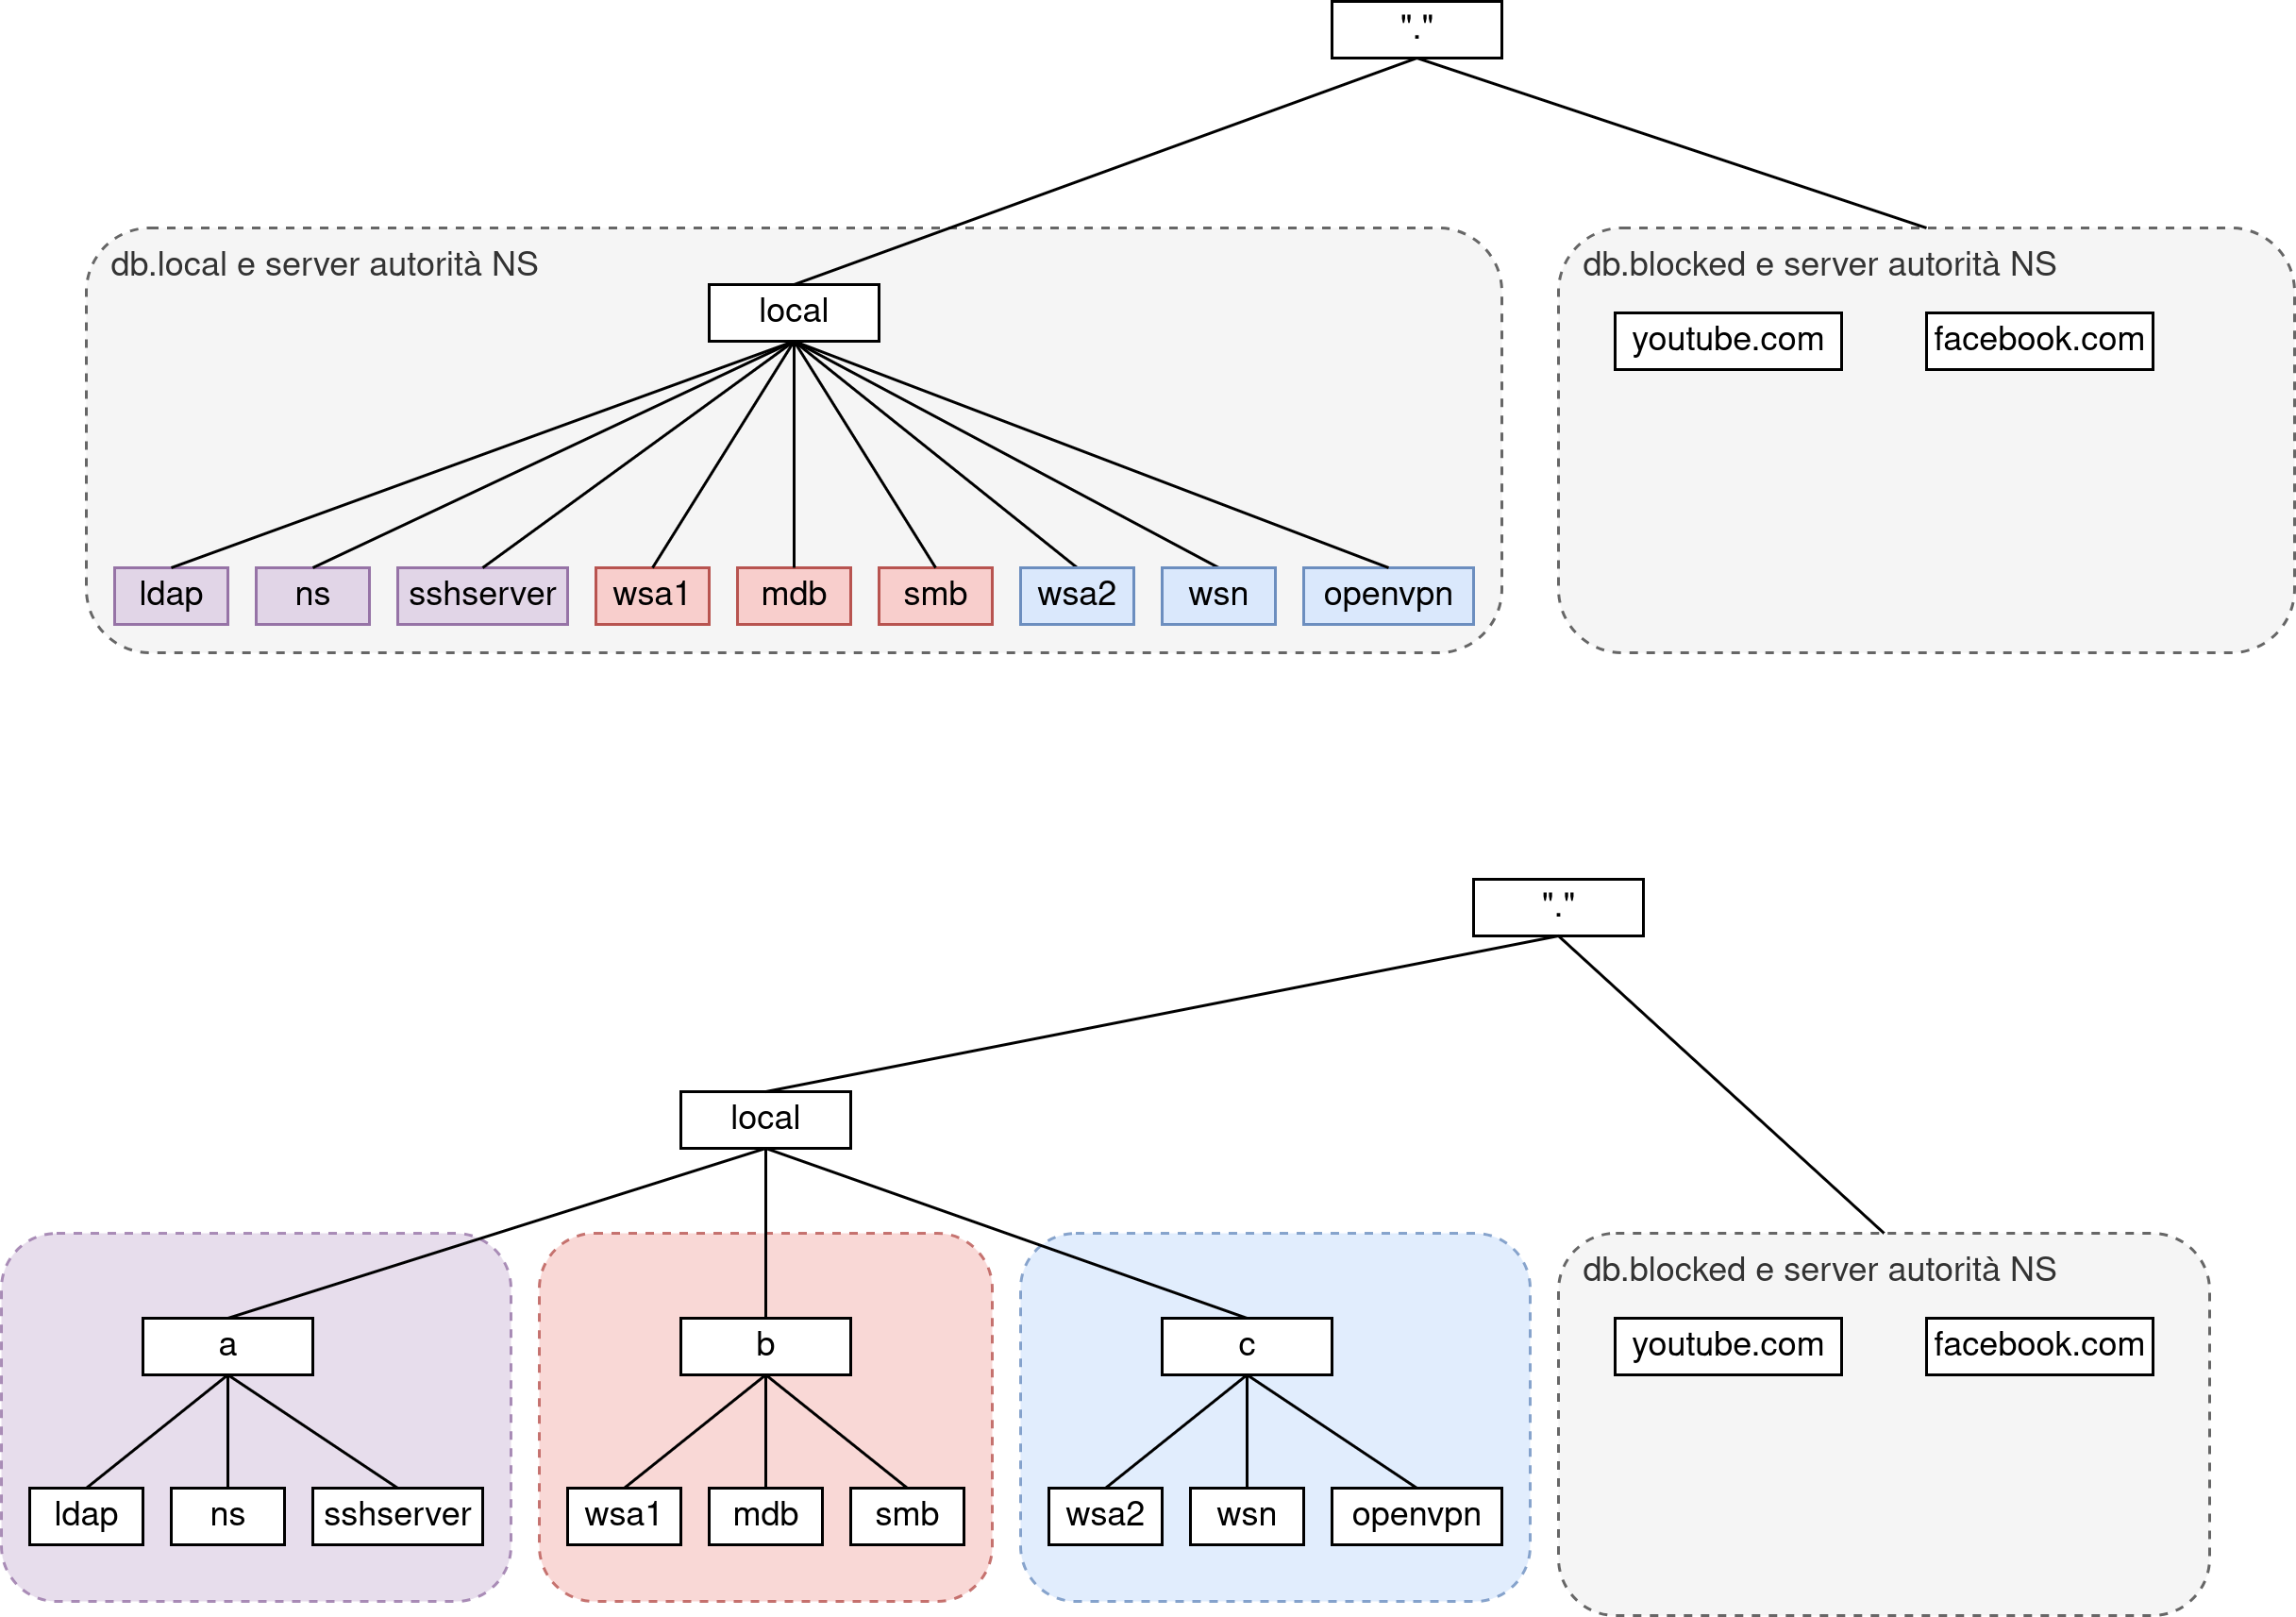 "."
db.local e server autorità NS
db.blocked e server autorità NS
local
youtube.com
facebook.com
ldap
ns
sshserver
wsa1
mdb
smb
wsa2
wsn
openvpn
"."
local
db.blocked e server autorità NS
a
b
c
youtube.com
facebook.com
ldap
ns
sshserver
wsa1
mdb
smb
wsa2
wsn
openvpn